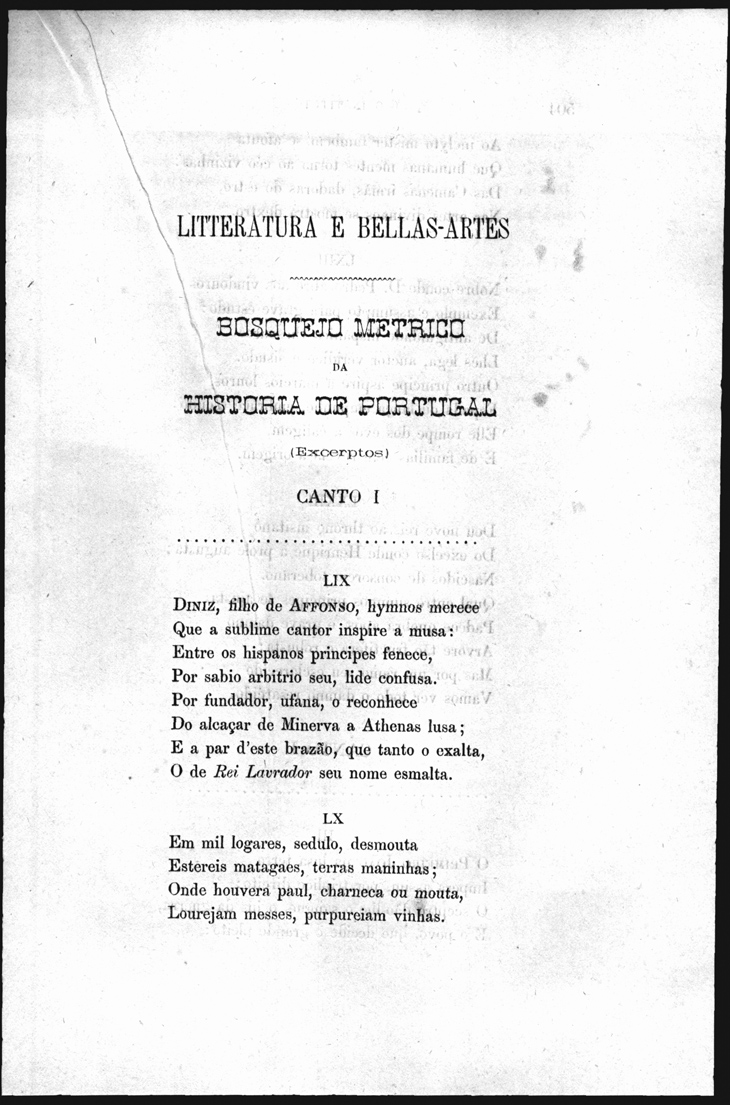 LITTERATURA E BELLAS-ARTES
BOSQUEJO METRICO
DA
HISTORIA DE PORTUGAL
(Excerptos)
CANTO I
..................................
LIX
DINIZ, filho de AFFONSO, hymnos merece
Que a sublime cantor inspire a musa:
Entre os hispanos principes fenece,
Por sabio arbitrio seu, lide confusa.
Por fundador, ufana, o reconhece
Do alcaçar de Minerva a Athenas lusa;
E a par d'este brazão, que tanto o exalta,
O de Rei Lavrador seu nome esmalta.
LX
Em mil logares, sedulo, desmouta
Estereis matagaes, terras maninhas;
Onde houvera paul, charneca ou mouta,
Lourejam messes, purpureiam vinhas.